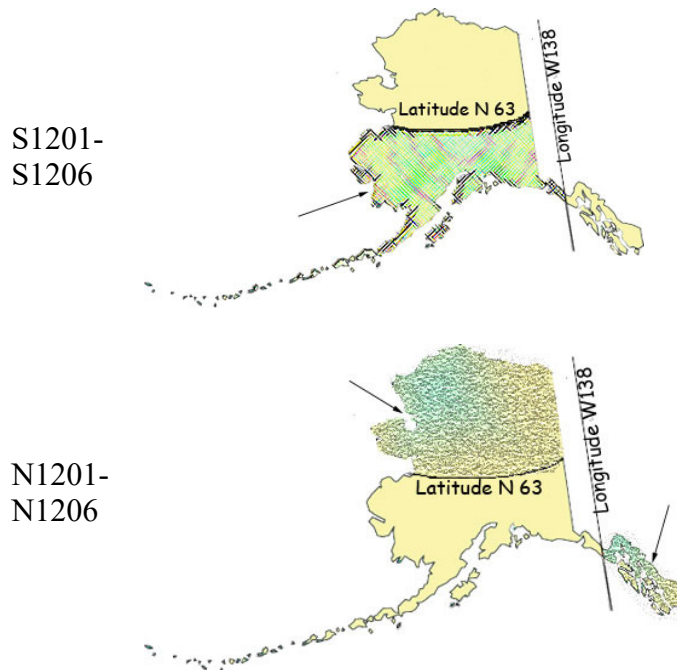 Latitude N 63
Longitude W138
S1201-
S1206
Longitude W138
Latitude N 63
N1201-
N1206